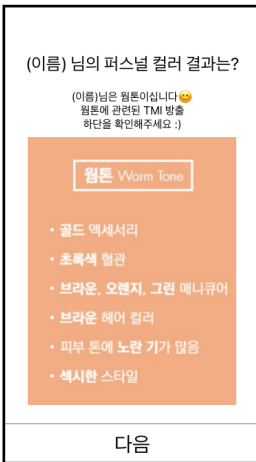 (이름) 님의 퍼스널 컬러 결과는?
(이름)님은 웜톤이십니다😊
웜톤에 관련된 TMI 방출
하단을 확인해주세요 :)
웜톤 Warm Tone
• 골드 액세서리
• 초록색 혈관
• 브라운, 오렌지, 그린 매니큐어
• 브라운 헤어 컬러
• 피부 톤에 노란 기가 많음
• 섹시한 스타일
다음